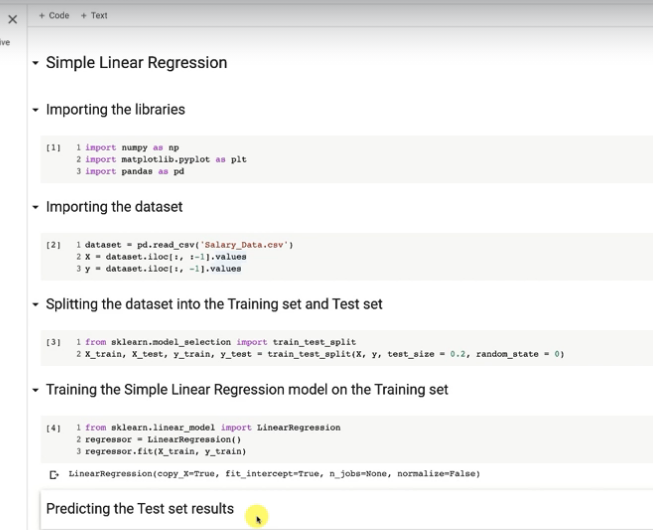 + Code + Text
ive
Simple Linear Regression
Importing the libraries
[1] 1 import numpy as np
2 import matplotlib.pyplot as plt
3 import pandas as pd
Importing the dataset
[2] 1 dataset = pd.read_csv('Salary_Data.csv')
2 X = dataset.iloc[:, :-1].values
3 y = dataset.iloc[:, -1].values
Splitting the dataset into the Training set and Test set
[3] 1 from sklearn.model_selection import train_test_split
2 X_train, X_test, y_train, y_test = train_test_split(X, y, test_size = 0.2, random_state = 0)
Training the Simple Linear Regression model on the Training set
[4] 1 from sklearn.linear_model import LinearRegression
2 regressor = LinearRegression()
3 regressor.fit(X_train, y_train)
LinearRegression(copy_X=True, fit_intercept=True, n_jobs=None, normalize=False)
Predicting the Test set results